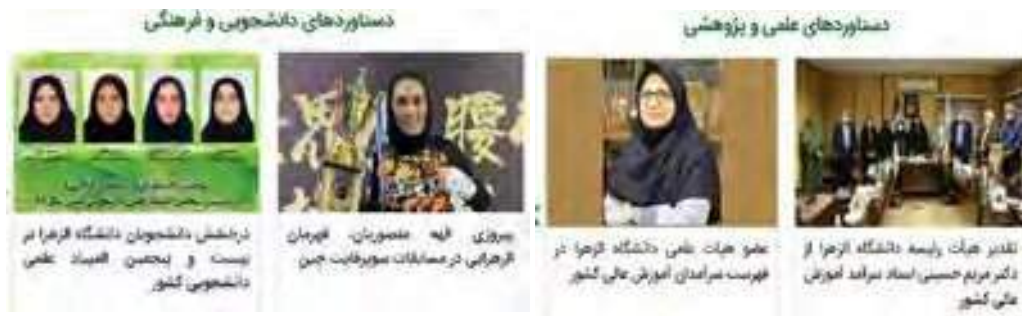 دستاوردهای علمی و پژوهشی
تقدیر هیأت رئیسه دانشگاه الزهرا از
دکتر مریم حسینی استاد سرآمد آموزش
عالی کشور
عضو هیات علمی دانشگاه الزهرا در
فهرست سرآمدان آموزش عالی کشور
دستاوردهای دانشجویی و فرهنگی
پیروزی الهه منصوریان، قهرمان
الزهرایی در مسابقات سوپرفایت چین
درخشش دانشجویان دانشگاه الزهرا در
بیست و پنجمین المپیاد علمی
دانشجویی کشور